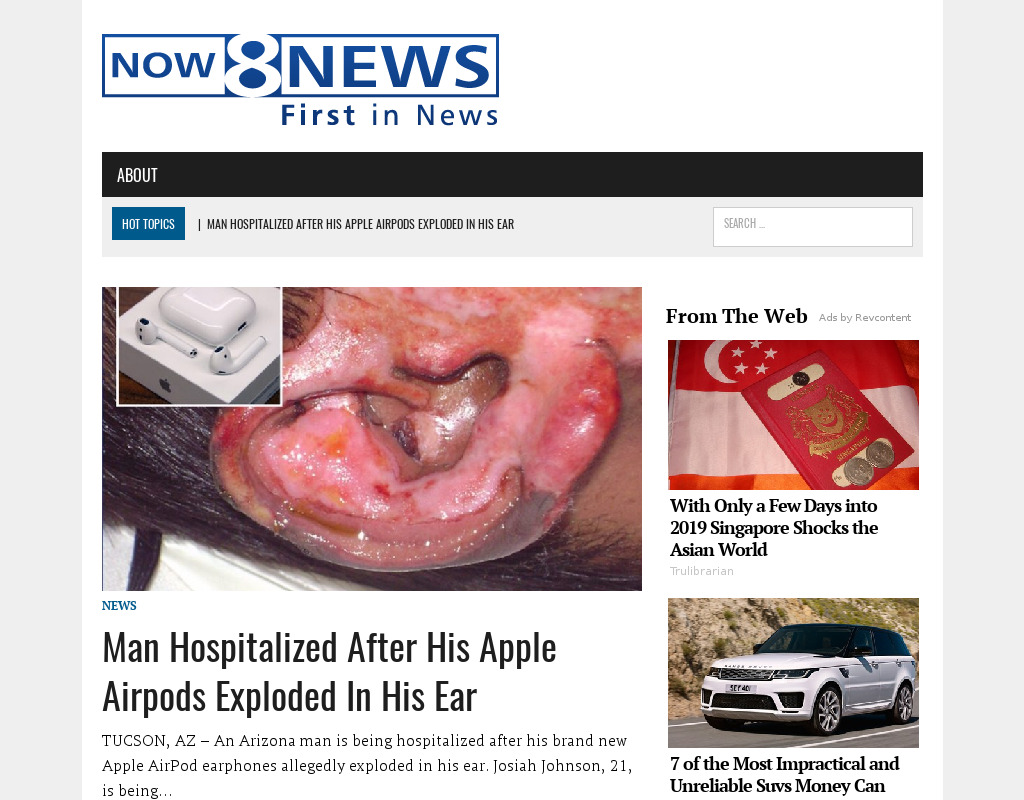 NOW 8 NEWS
First in News
ABOUT
HOT TOPICS
| MAN HOSPITALIZED AFTER HIS APPLE AIRPODS EXPLODED IN HIS EAR
SEARCH ...
From The Web
Ads by Revcontent
With Only a Few Days into
2019 Singapore Shocks the
Asian World
Trulibrarian
NEWS
Man Hospitalized After His Apple
Airpods Exploded In His Ear
TUCSON, AZ – An Arizona man is being hospitalized after his brand new
Apple AirPod earphones allegedly exploded in his ear. Josiah Johnson, 21,
is being…
7 of the Most Impractical and
Unreliable Suvs Money Can